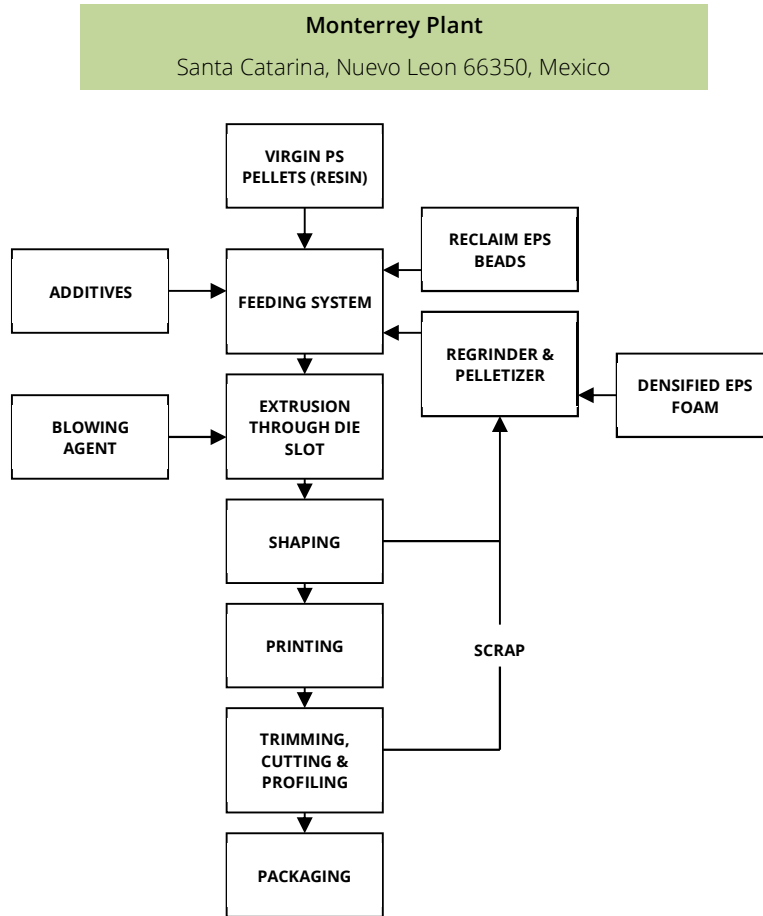 Monterrey Plant
Santa Catarina, Nuevo Leon 66350, Mexico
VIRGIN PS
PELLETS (RESIN)
RECLAIM EPS
BEADS
ADDITIVES
FEEDING SYSTEM
REGRINDER &
PELLETIZER
DENSIFIED EPS
FOAM
BLOWING
AGENT
EXTRUSION
THROUGH DIE
SLOT
SHAPING
PRINTING
SCRAP
TRIMMING,
CUTTING &
PROFILING
PACKAGING